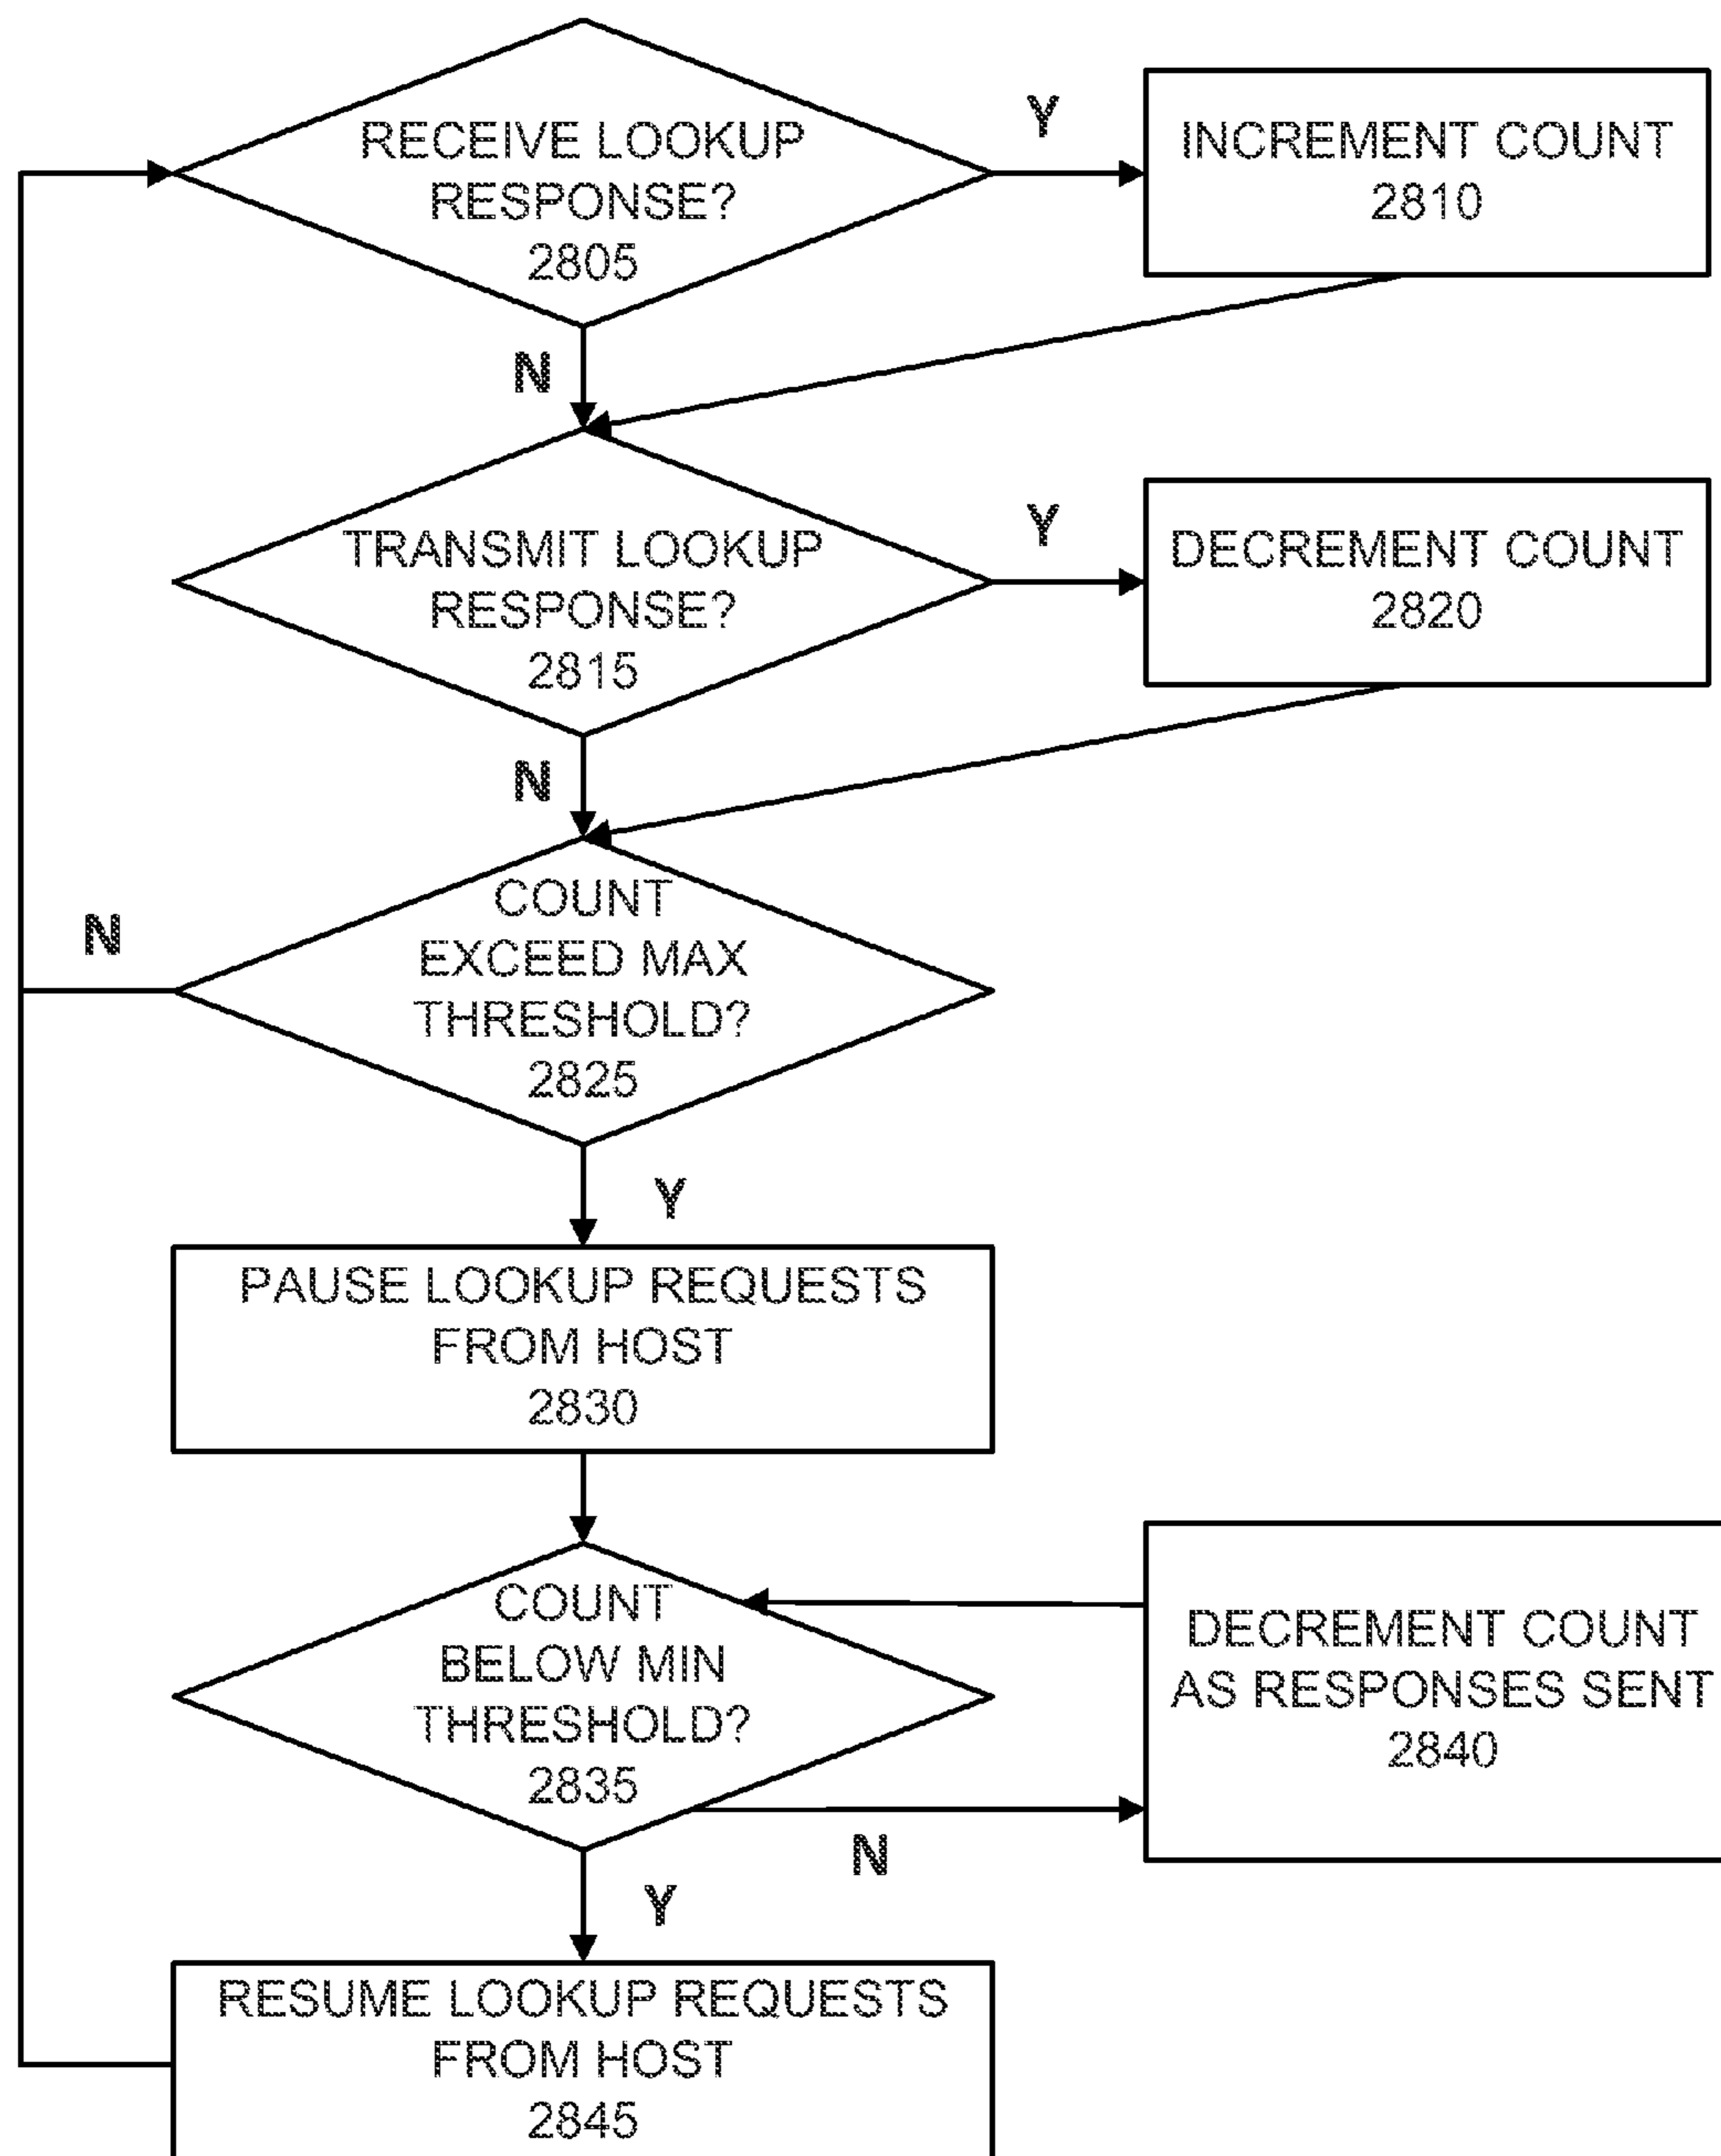 RECEIVE LOOKUP
RESPONSE?
2805
Y
INCREMENT COUNT
2810
N
TRANSMIT LOOKUP
RESPONSE?
2815
Y
DECREMENT COUNT
2820
N
COUNT
EXCEED MAX
THRESHOLD?
2825
N
Y
PAUSE LOOKUP REQUESTS
FROM HOST
2830
COUNT
BELOW MIN
THRESHOLD?
2835
DECREMENT COUNT
AS RESPONSES SENT
2840
N
Y
RESUME LOOKUP REQUESTS
FROM HOST
2845